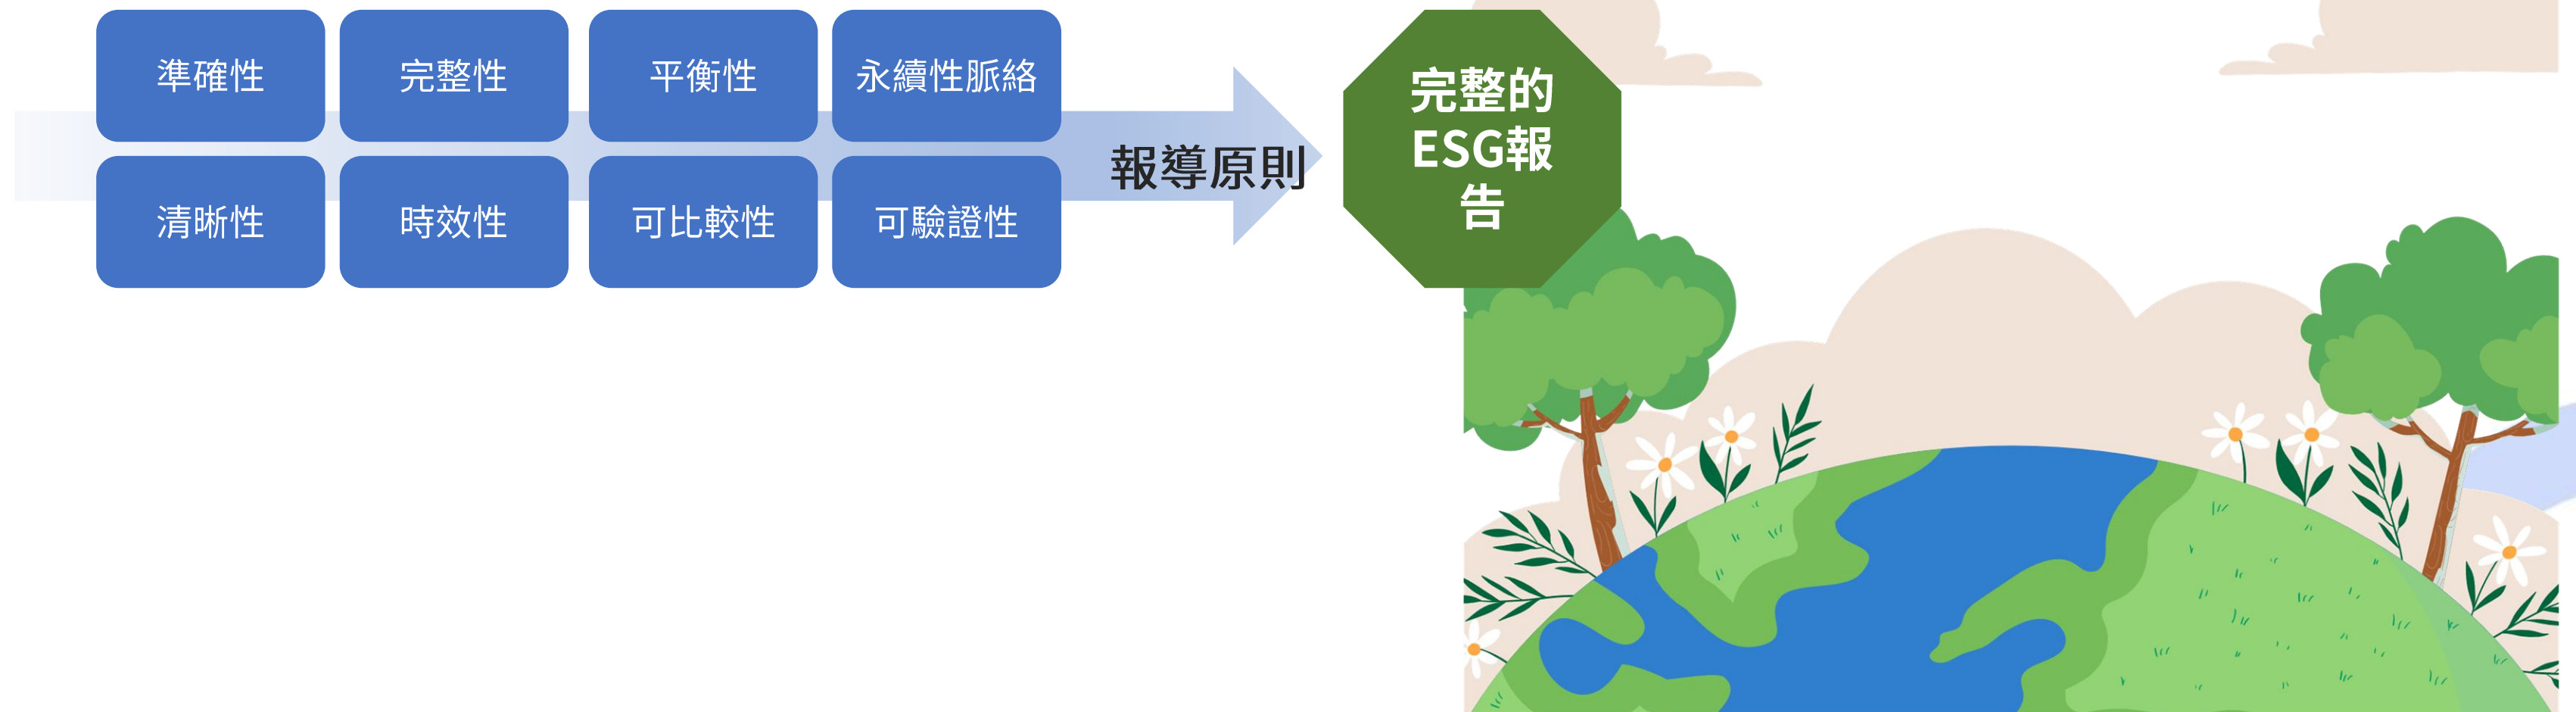 準確性
完整性
平衡性
永續性脈絡
清晰性
時效性
可比較性
可驗證性
報導原則
完整的
ESG報
告